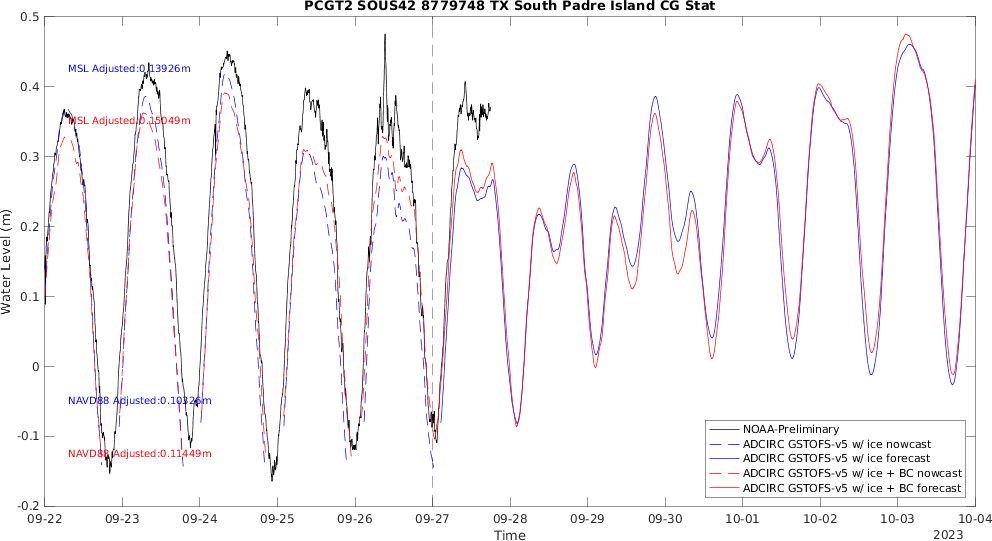 PCGT2 SOUS42 8779748 TX South Padre Island CG Stat
0.5
0.4
0.3
0.2
0.1
0
-0.1
-0.2
Water Level (m)
MSL Adjusted:0.13926m
MSL Adjusted:0.15049m
NAVD88 Adjusted:0.10326m
NAVD88 Adjusted:0.11449m
NOAA-Preliminary
ADCIRC GSTOFS-v5 w/ ice nowcast
ADCIRC GSTOFS-v5 w/ ice forecast
ADCIRC GSTOFS-v5 w/ ice + BC nowcast
ADCIRC GSTOFS-v5 w/ ice + BC forecast
09-22 09-23 09-24 09-25 09-26 09-27 09-28 09-29 09-30 10-01 10-02 10-03 10-04
Time
2023